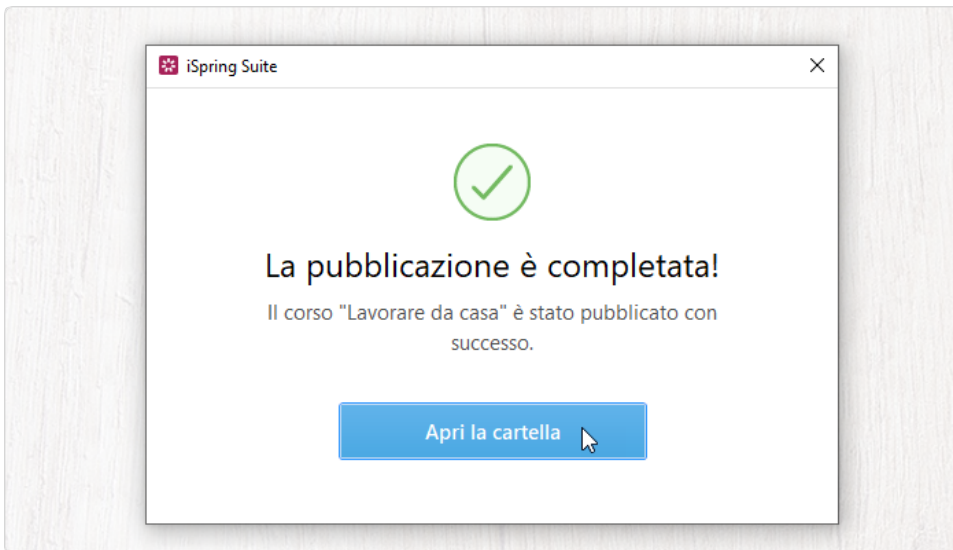 iSpring Suite
La pubblicazione è completata!
Il corso "Lavorare da casa" è stato pubblicato con
successo.
Apri la cartella